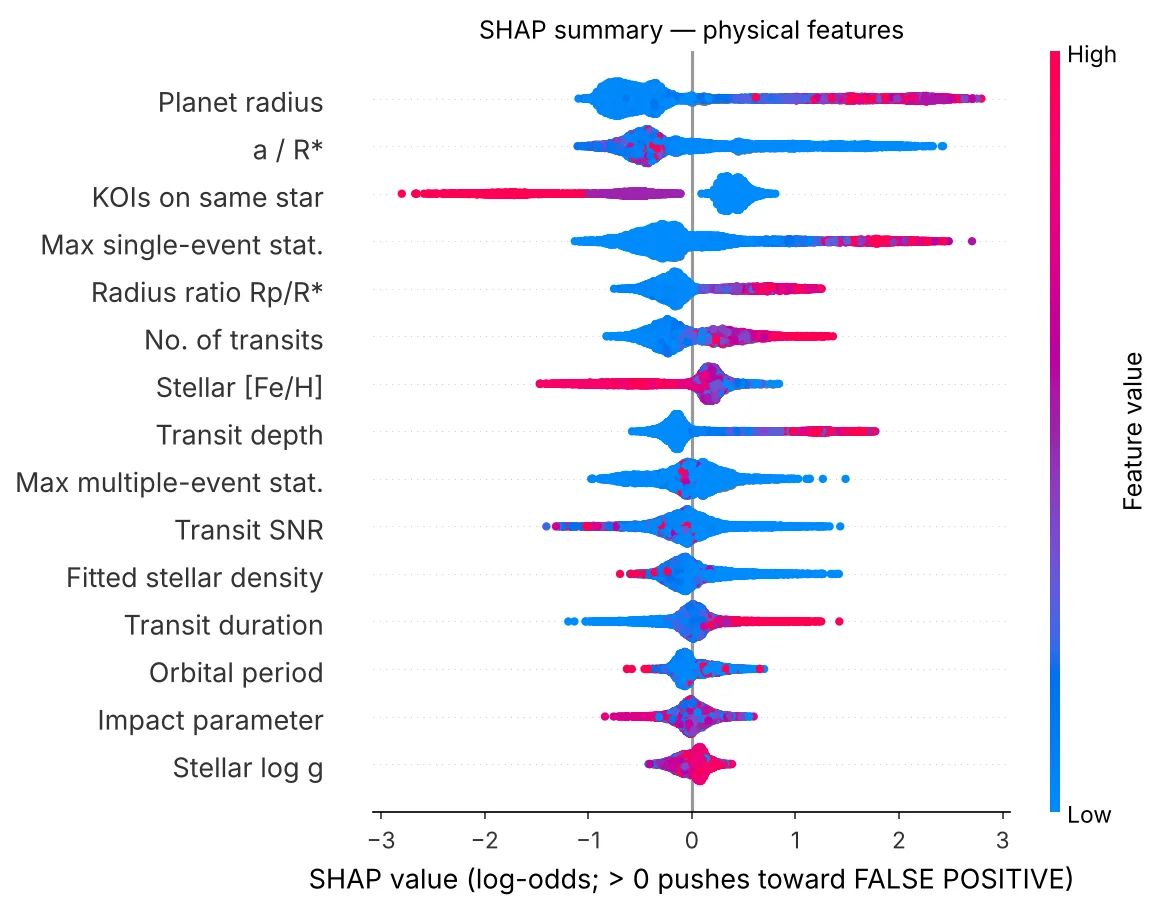 SHAP summary — physical features
High
Planet radius
a / R*
KOIs on same star
Max single-event stat.
Radius ratio Rp/R*
No. of transits
Stellar [Fe/H]
Transit depth
Max multiple-event stat.
Transit SNR
Fitted stellar density
Transit duration
Orbital period
Impact parameter
Stellar log g
Feature value
Low
−3 −2 −1 0 1 2 3
SHAP value (log-odds; > 0 pushes toward FALSE POSITIVE)